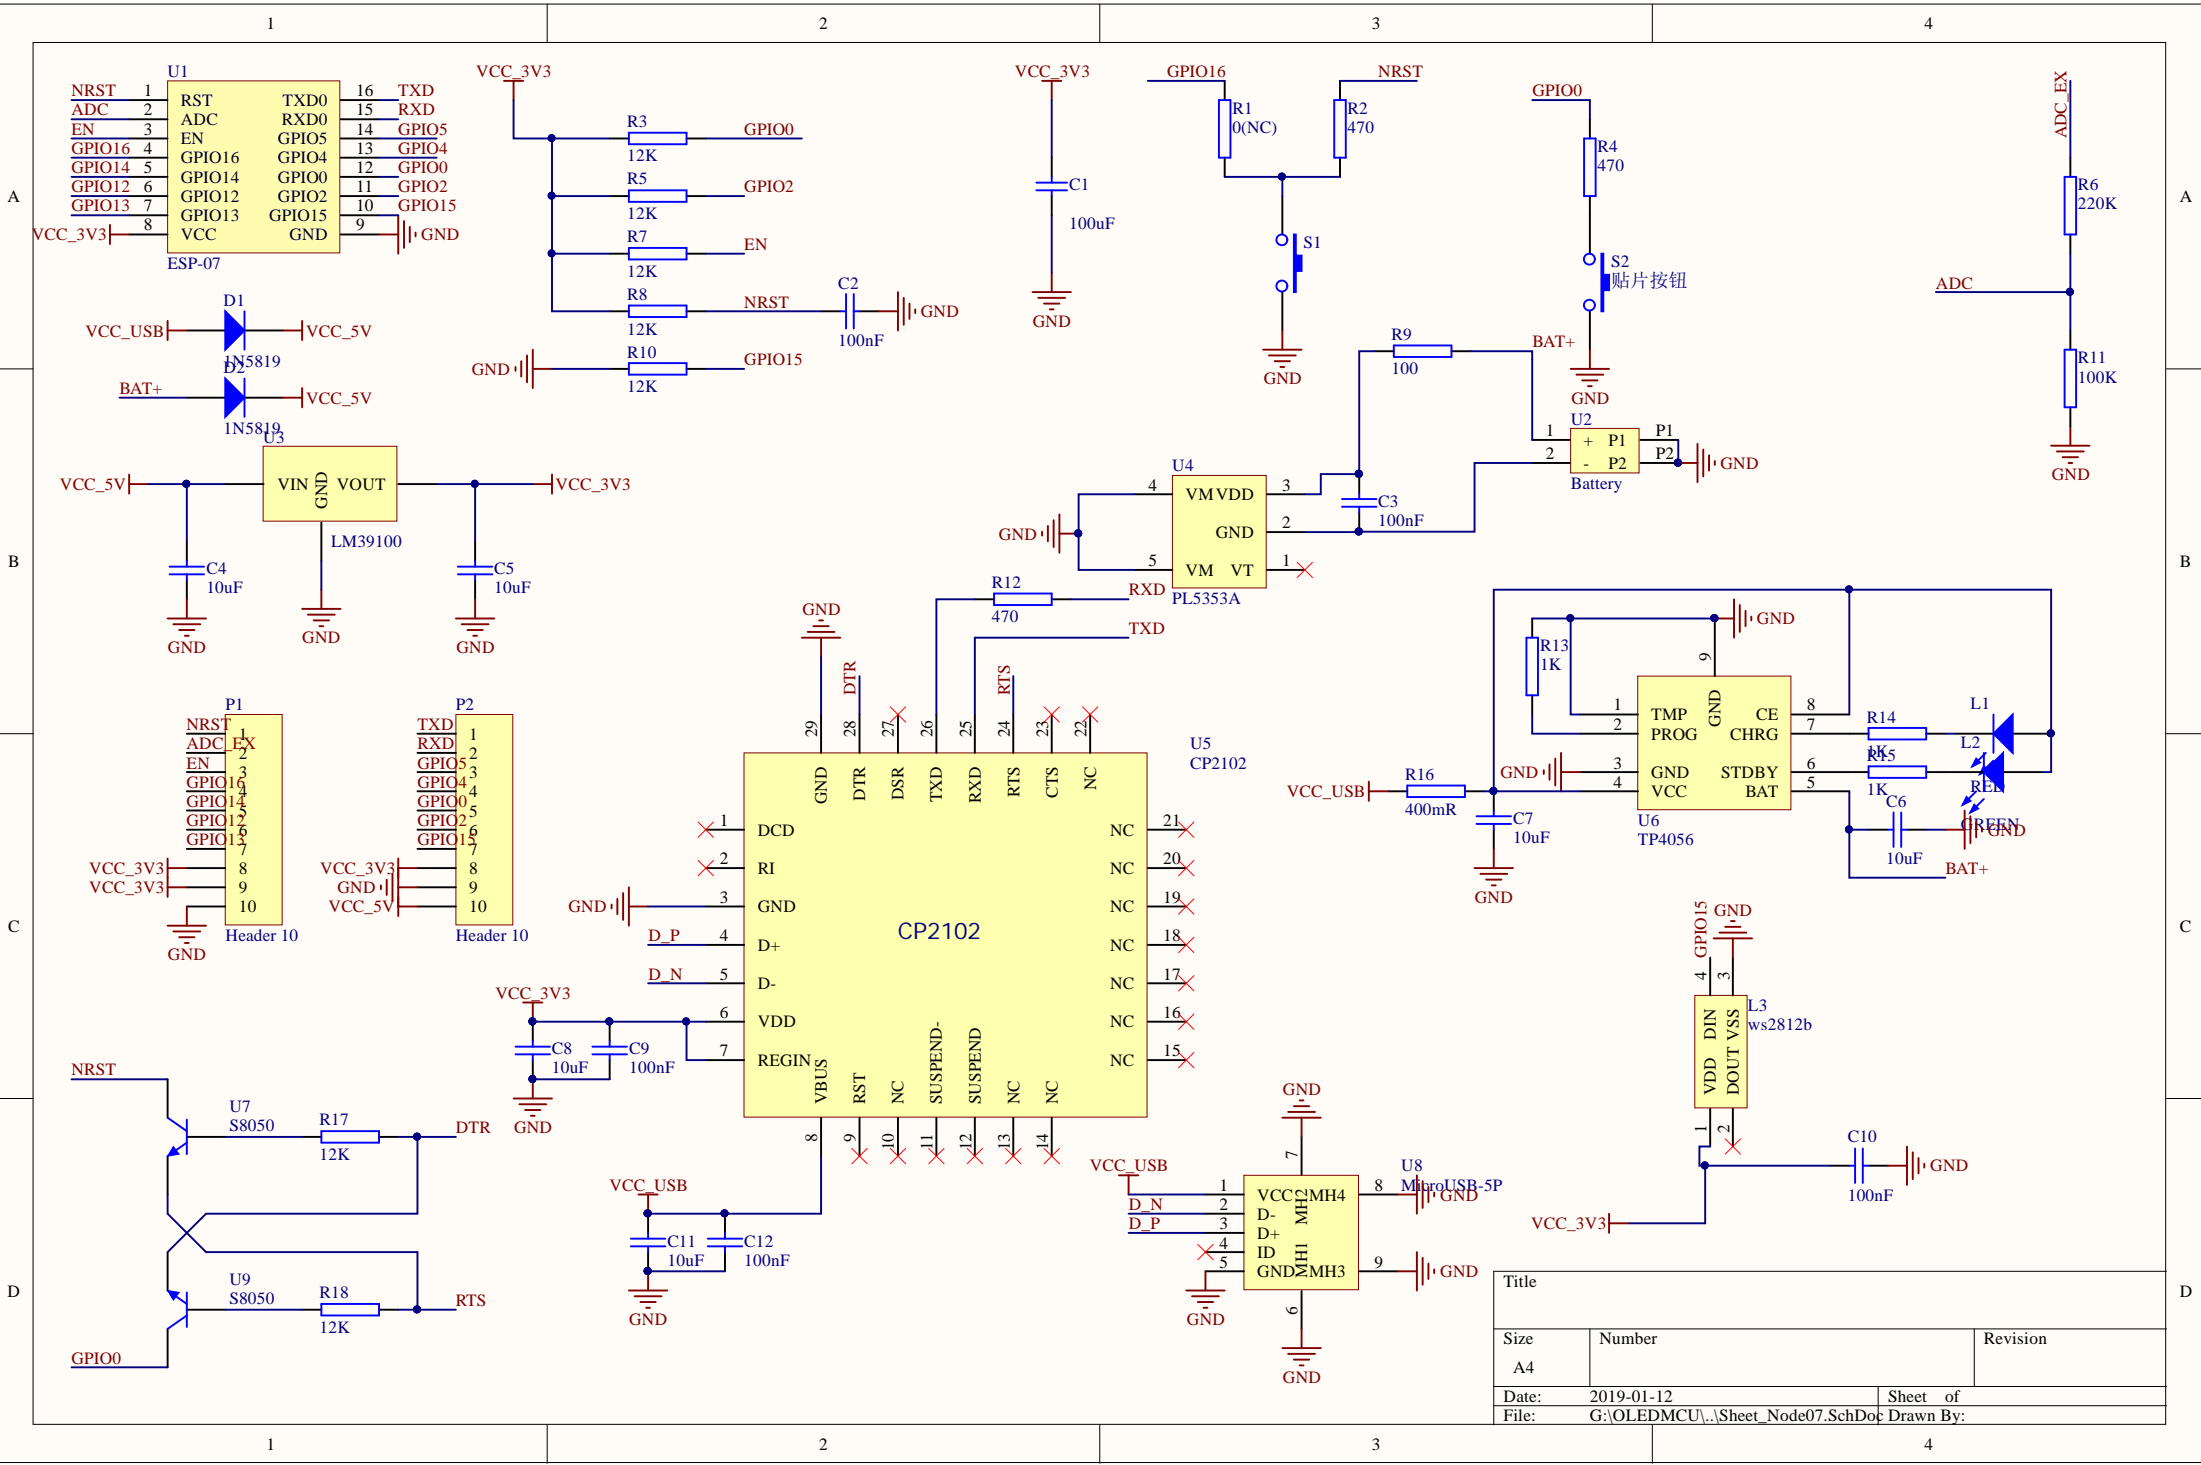 1 2 3 4
A
B
C
D
U1
NRST 1 RST TXD0 16 TXD
ADC 2 ADC RXD0 15 RXD
EN 3 EN GPIO5 14 GPIO5
GPIO16 4 GPIO16 GPIO4 13 GPIO4
GPIO14 5 GPIO14 GPIO0 12 GPIO0
GPIO12 6 GPIO12 GPIO2 11 GPIO2
GPIO13 7 GPIO13 GPIO15 10 GPIO15
VCC_3V3 8 VCC GND 9 GND
ESP-07
VCC_3V3
R3 GPIO0
12K
R5 GPIO2
12K
R7 EN
12K
R8 NRST C2 GND
12K 100nF
GND R10 GPIO15
12K
VCC_3V3
C1
100uF
GND
GPIO16 NRST
R1 R2
0(NC) 470
S1
GND
GPIO0
R4
470
S2
贴片按钮
GND
ADC_EX
R6
220K
ADC
R11
100K
GND
D1
VCC_USB VCC_5V
1N5819
D2
BAT+ VCC_5V
1N5819
U3
VCC_5V VIN GND VOUT VCC_3V3
LM39100
C4 C5
10uF 10uF
GND GND GND
R9 BAT+
100
U2
1 + P1 P1
2 - P2 P2 GND
Battery
U4
4 VM VDD 3
GND GND 2
5 VM VT 1
PL5353A
C3
100nF
R12 RXD
470
TXD
GND DTR RTS
29 28 27 26 25 24 23 22
GND DTR DSR TXD RXD RTS CTS NC
U5
CP2102
1 DCD NC 21
2 RI NC 20
GND 3 GND NC 19
D_P 4 D+ NC 18
D_N 5 D- NC 17
6 VDD NC 16
7 REGIN NC 15
CP2102
VBUS RST NC SUSPEND- SUSPEND NC NC
8 9 10 11 12 13 14
VCC_3V3
C8 C9
10uF 100nF
GND
VCC_USB
C11 C12
10uF 100nF
GND
P1
NRST 1
ADC_EX 2
EN 3
GPIO16 4
GPIO14 5
GPIO12 6
GPIO13 7
VCC_3V3 8
VCC_3V3 9
10
GND
Header 10
P2
TXD 1
RXD 2
GPIO5 3
GPIO4 4
GPIO0 5
GPIO2 6
GPIO15 7
VCC_3V3 8
GND 9
VCC_5V 10
Header 10
NRST
U7
S8050
R17 DTR
12K
U9
S8050
R18 RTS
12K
GPIO0
R13
1K
GND
9 GND
1 TMP CE 8
2 PROG CHRG 7
GND 3 GND STDBY 6
4 VCC BAT 5
U6
TP4056
R14
1K
R15
1K
L1
RED
L2
GREEN
VCC_USB R16
400mR
C7
10uF
GND
C6 GND
10uF
BAT+
GPIO15 GND
4 3
DIN VSS
VDD DOUT
1 2
L3
ws2812b
C10 GND
100nF
VCC_3V3
GND
7
VCC_USB
U8
MicroUSB-5P
1 VCC MH2 MH4 8 GND
D_N 2 D-
D_P 3 D+
4 ID
5 GND MH1 MH3 9 GND
GND
6
GND
Title
Size Number Revision
A4
Date: 2019-01-12 Sheet of
File: G:\OLEDMCU\..\Sheet_Node07.SchDoc Drawn By:
A
B
C
D
1 2 3 4